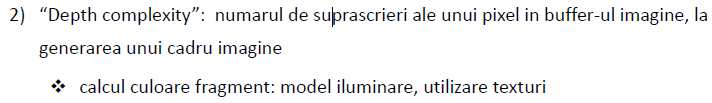 2) “Depth complexity”: numarul de suprascrieri ale unui pixel in buffer-ul imagine, la
generarea unui cadru imagine
❖ calcul culoare fragment: model iluminare, utilizare texturi